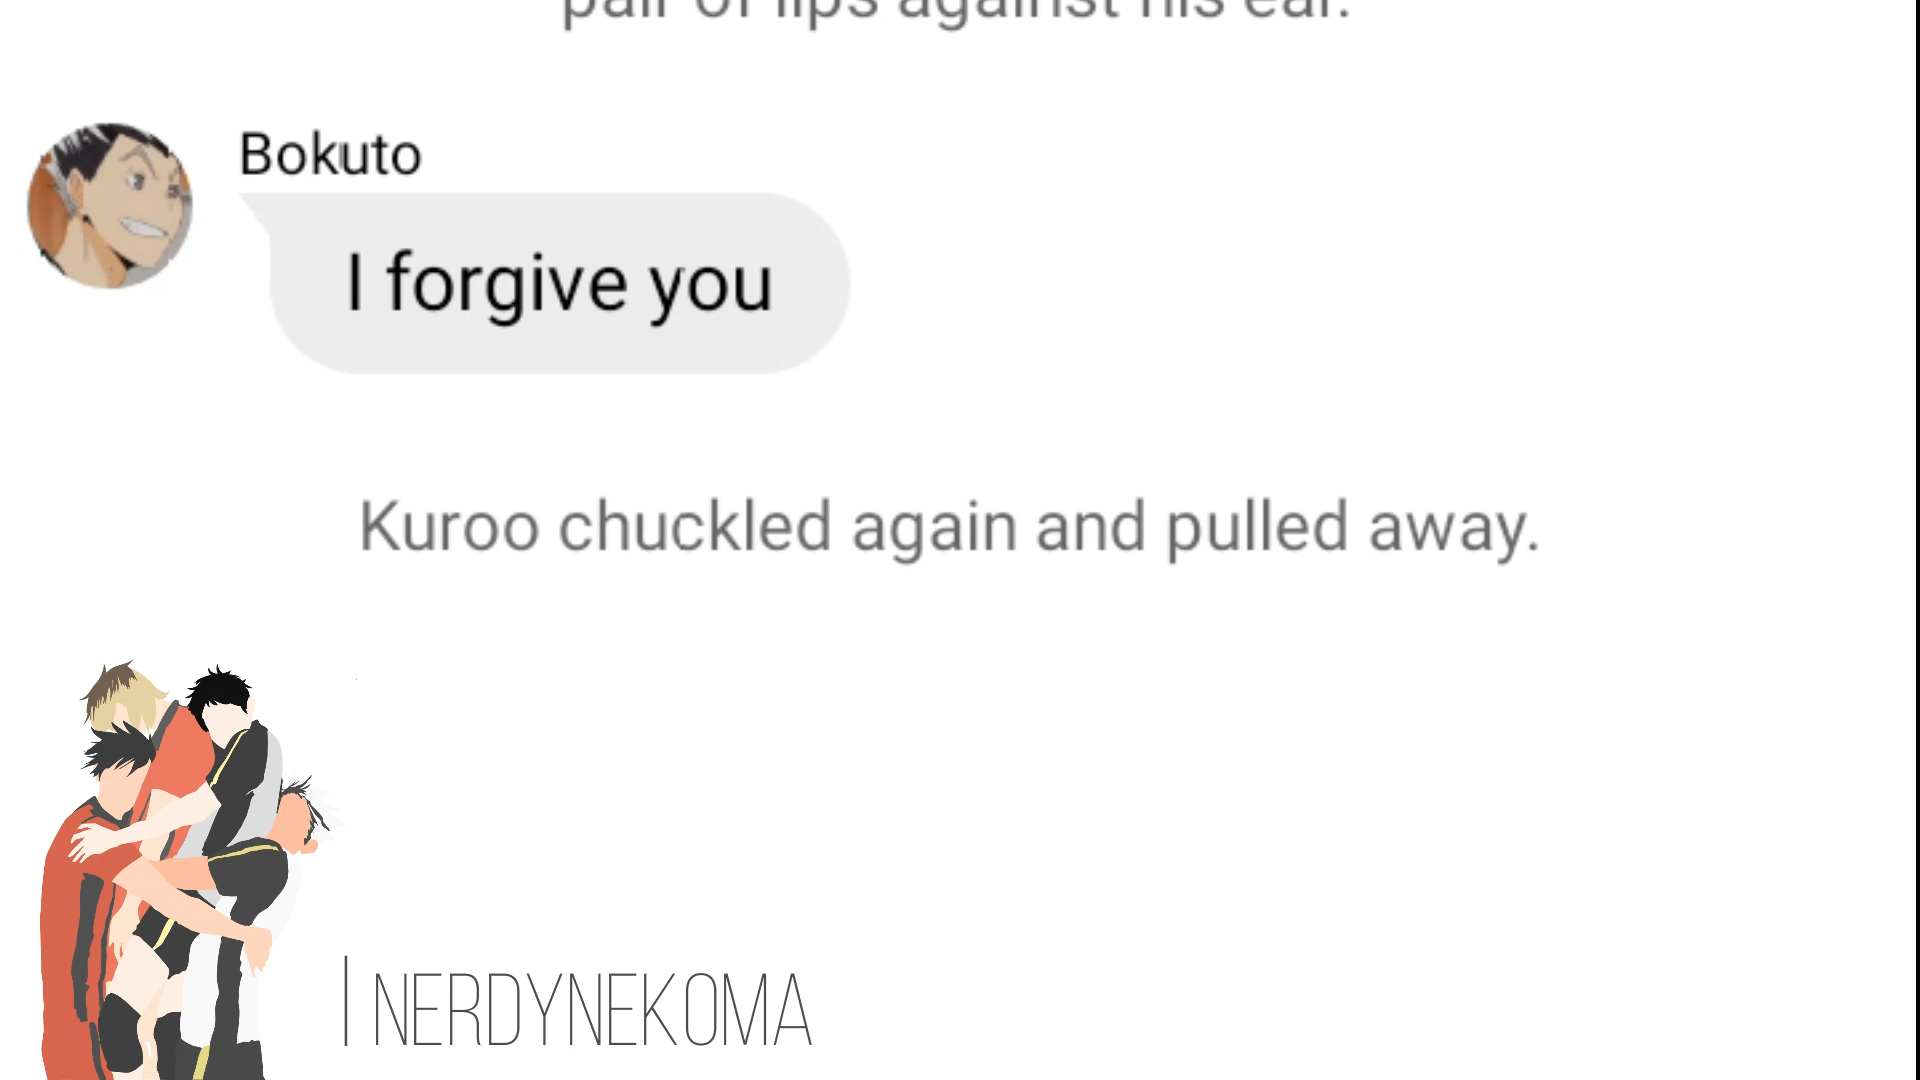 pair of lips against his ear.
Bokuto
I forgive you
Kuroo chuckled again and pulled away.
| NERDYNEKOMA